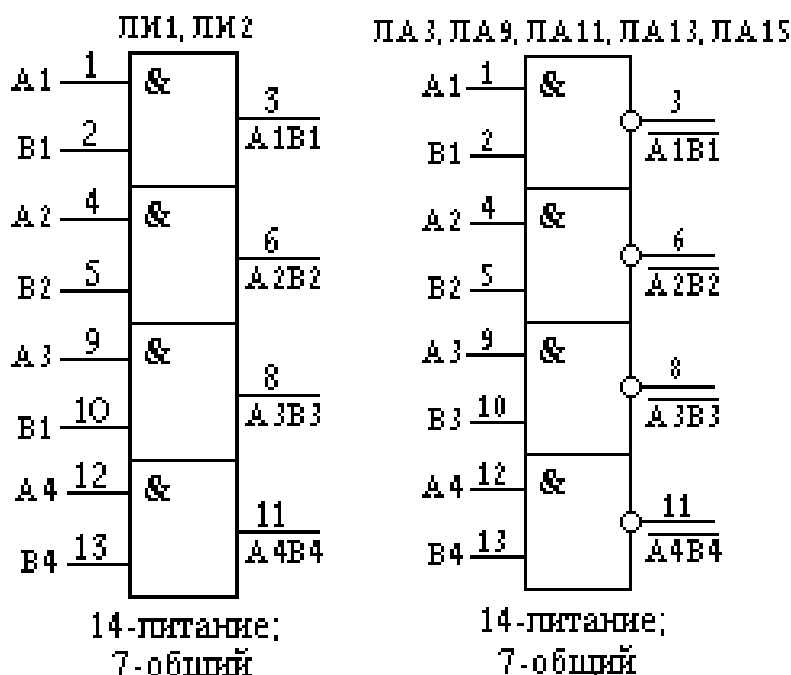 ЛИ1, ЛИ2
A1 1 &
3
A1B1
B1 2
A2 4 &
6
A2B2
B2 5
A3 9 &
8
A3B3
B1 10
A4 12 &
11
A4B4
B4 13
14-питание;
7-общий
ЛА3, ЛА9, ЛА11, ЛА13, ЛА15
A1 1 &
3
A1B1
B1 2
A2 4 &
6
A2B2
B2 5
A3 9 &
8
A3B3
B3 10
A4 12 &
11
A4B4
B4 13
14-питание;
7-общий